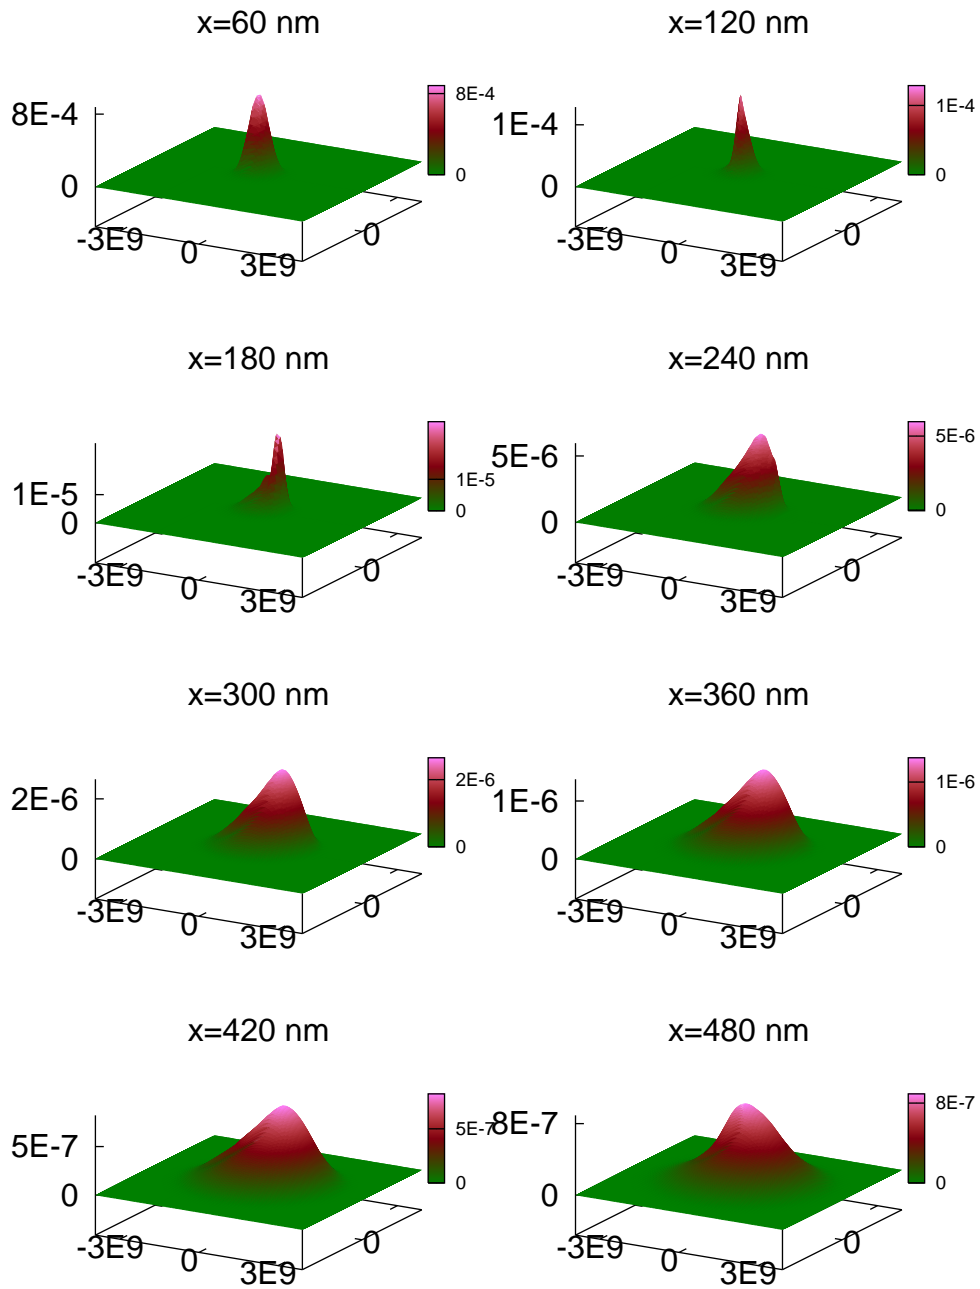 x=60 nm
8E-4
0
-3E9
0
3E9
0
8E-4
0
x=120 nm
1E-4
0
-3E9
0
3E9
0
1E-4
0
x=180 nm
1E-5
0
-3E9
0
3E9
0
1E-5
0
x=240 nm
5E-6
0
-3E9
0
3E9
0
5E-6
0
x=300 nm
2E-6
0
-3E9
0
3E9
0
2E-6
0
x=360 nm
1E-6
0
-3E9
0
3E9
0
1E-6
0
x=420 nm
5E-7
0
-3E9
0
3E9
0
5E-7
0
x=480 nm
8E-7
0
-3E9
0
3E9
0
8E-7
0